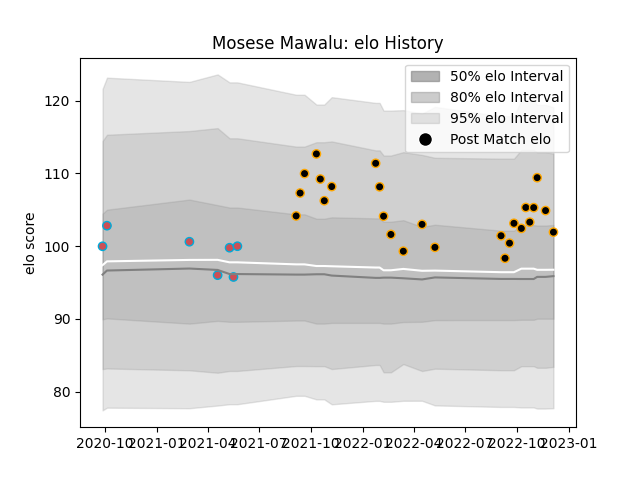 Mosese Mawalu: elo History
50% elo Interval
80% elo Interval
95% elo Interval
Post Match elo
elo score
120
110
100
90
80
2020-10 2021-01 2021-04 2021-07 2021-10 2022-01 2022-04 2022-07 2022-10 2023-01